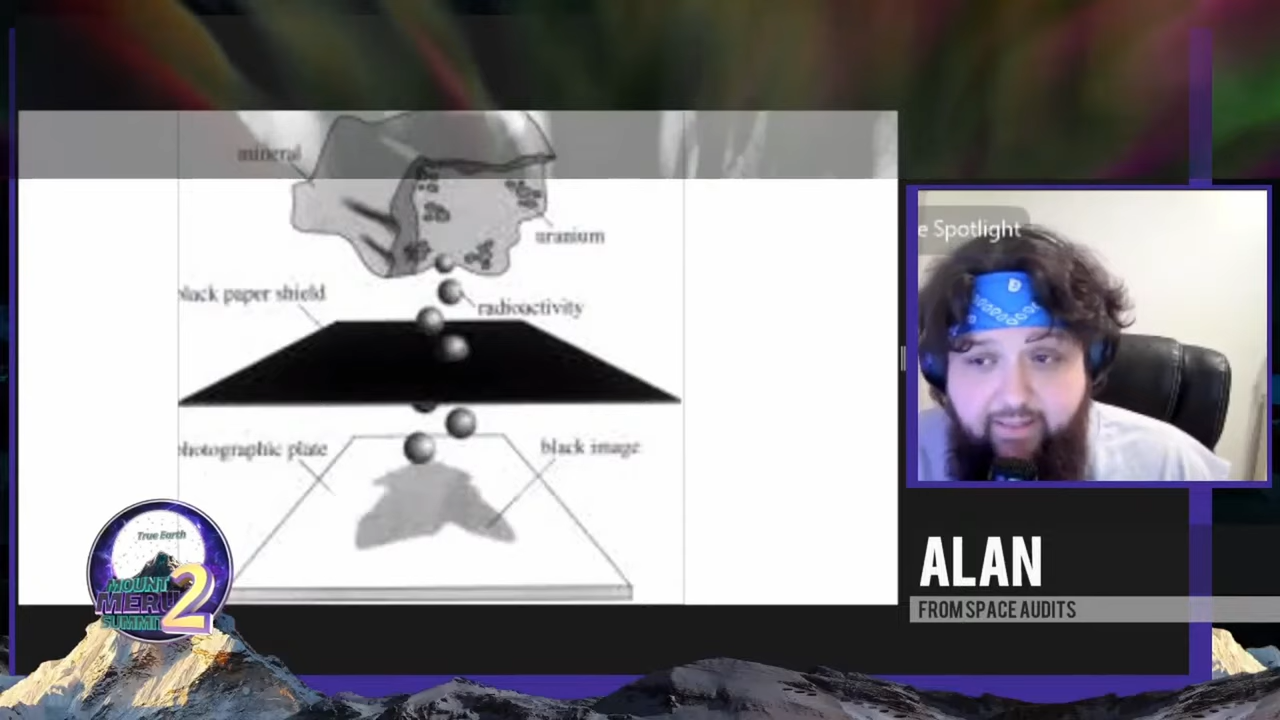 mineral
uranium
black paper shield
radioactivity
photographic plate
black image
True Earth
MOUNT
MERU
SUMMIT
2
e Spotlight
ALAN
FROM SPACE AUDITS